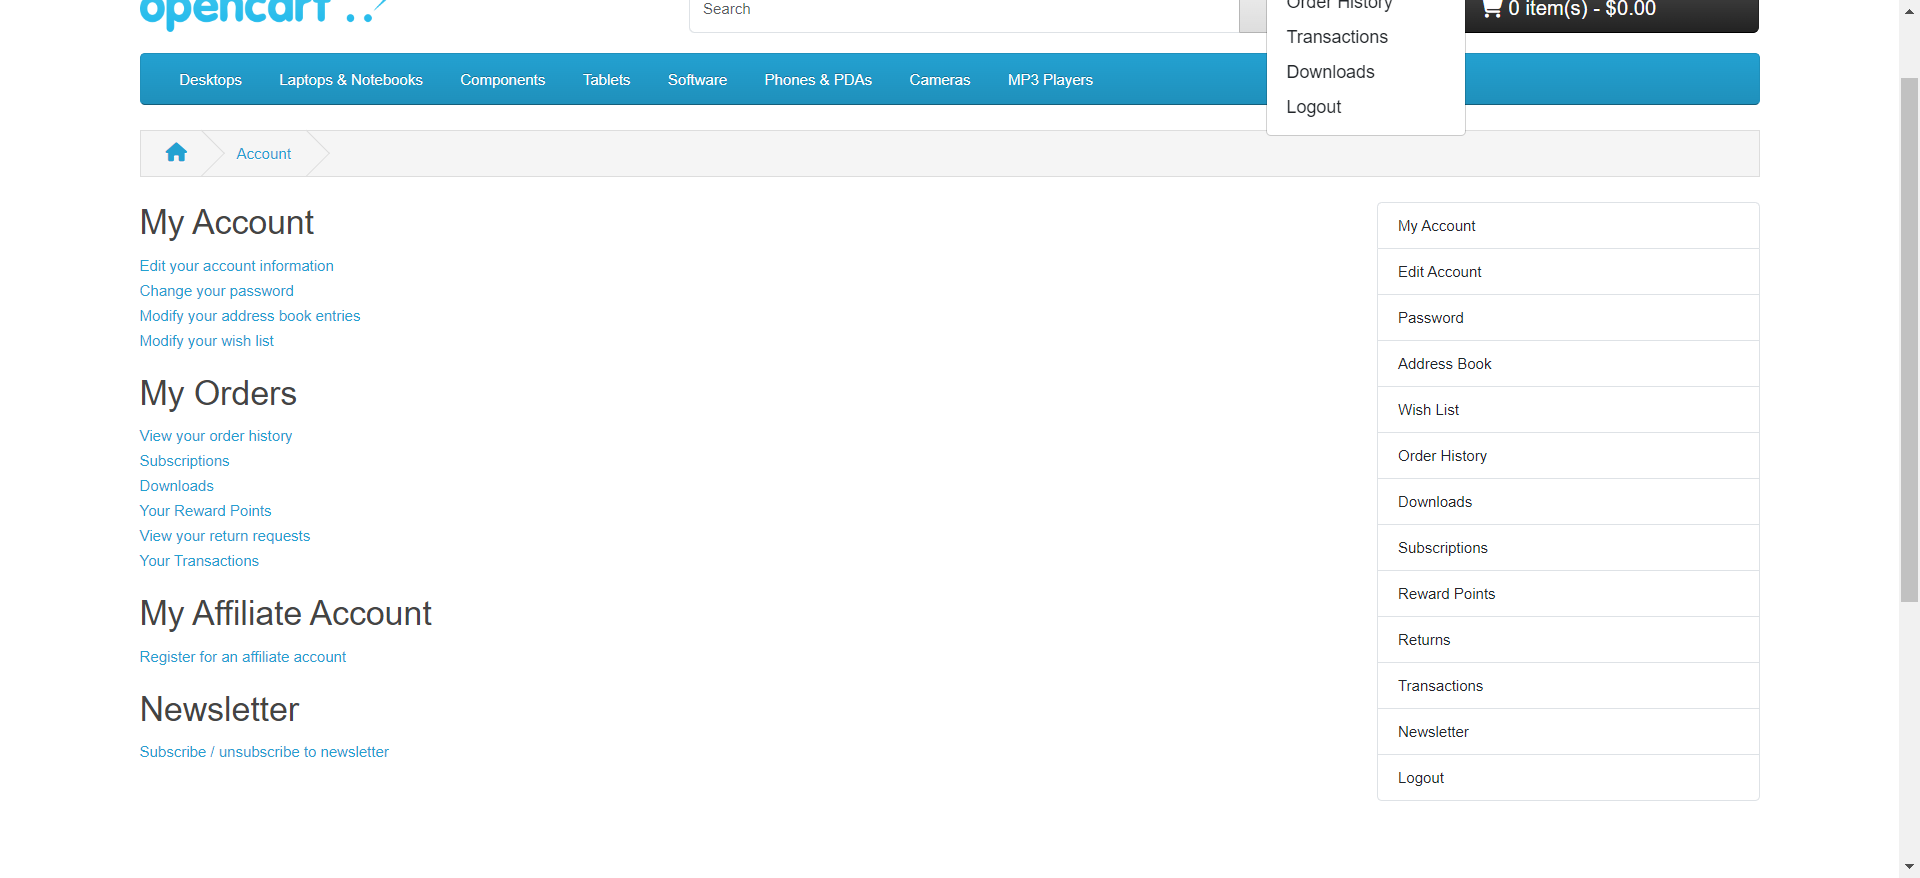 opencart
Search
Order History
0 item(s) - $0.00
Transactions
Downloads
Logout
Desktops Laptops & Notebooks Components Tablets Software Phones & PDAs Cameras MP3 Players
Account
My Account
Edit your account information
Change your password
Modify your address book entries
Modify your wish list
My Orders
View your order history
Subscriptions
Downloads
Your Reward Points
View your return requests
Your Transactions
My Affiliate Account
Register for an affiliate account
Newsletter
Subscribe / unsubscribe to newsletter
My Account
Edit Account
Password
Address Book
Wish List
Order History
Downloads
Subscriptions
Reward Points
Returns
Transactions
Newsletter
Logout